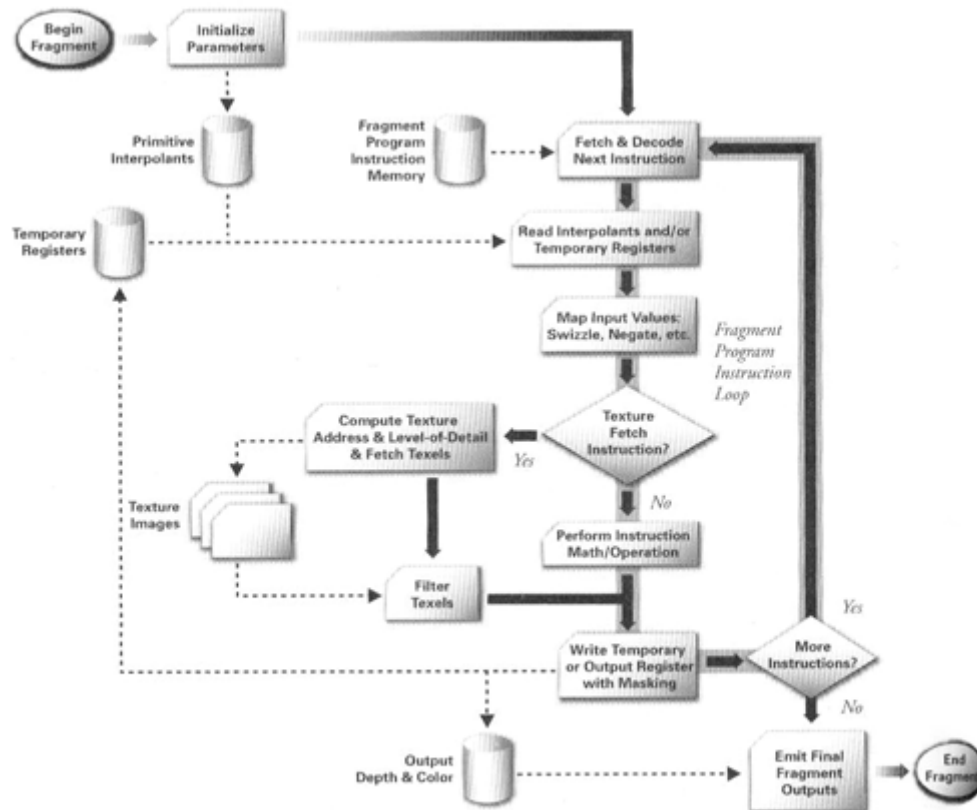 Begin
Fragment
Initialize
Parameters
Primitive
Interpolants
Fragment
Program
Instruction
Memory
Fetch & Decode
Next Instruction
Temporary
Registers
Read Interpolants and/or
Temporary Registers
Map Input Values:
Swizzle, Negate, etc.
Fragment
Program
Instruction
Loop
Compute Texture
Address & Level-of-Detail
& Fetch Texels
Yes
Texture
Fetch
Instruction?
No
Texture
Images
Perform Instruction
Math/Operation
Filter
Texels
Yes
Write Temporary
or Output Register
with Masking
More
Instructions?
No
Output
Depth & Color
Emit Final
Fragment
Outputs
End
Fragment